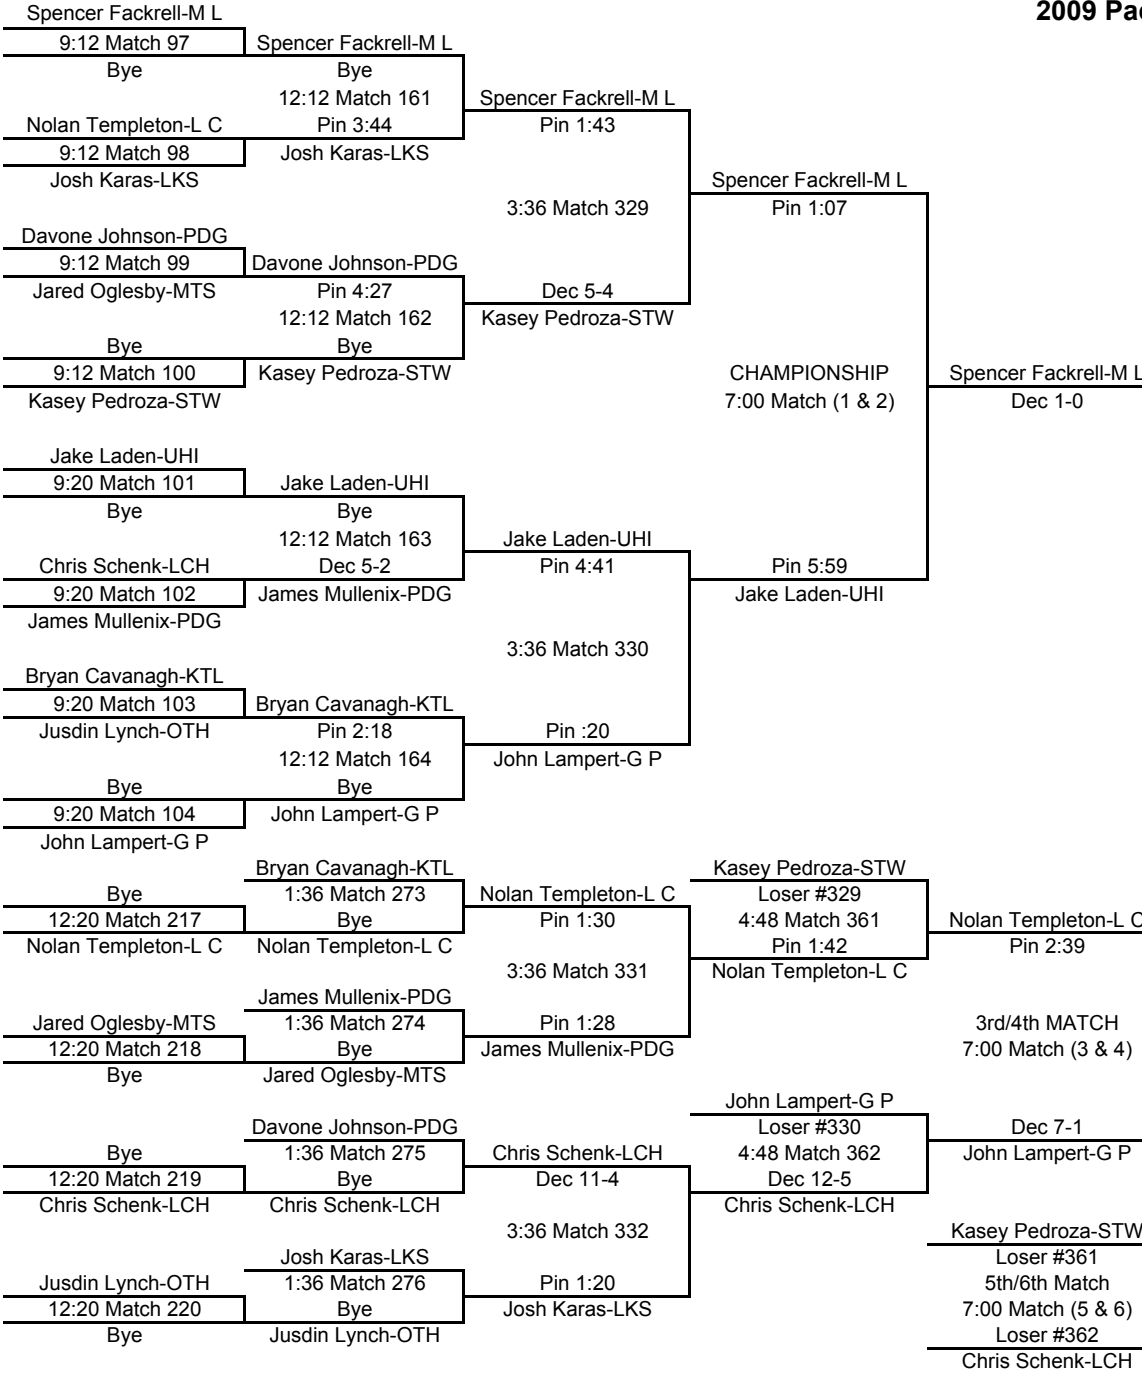 Spencer Fackrell-M L
2009 Pac
9:12 Match 97
Spencer Fackrell-M L
Bye
Bye
12:12 Match 161
Spencer Fackrell-M L
Nolan Templeton-L C
Pin 3:44
Pin 1:43
9:12 Match 98
Josh Karas-LKS
Josh Karas-LKS
Spencer Fackrell-M L
3:36 Match 329
Pin 1:07
Davone Johnson-PDG
9:12 Match 99
Davone Johnson-PDG
Jared Oglesby-MTS
Pin 4:27
Dec 5-4
12:12 Match 162
Kasey Pedroza-STW
Bye
Bye
9:12 Match 100
Kasey Pedroza-STW
CHAMPIONSHIP
Spencer Fackrell-M L
Kasey Pedroza-STW
7:00 Match (1 & 2)
Dec 1-0
Jake Laden-UHI
9:20 Match 101
Jake Laden-UHI
Bye
Bye
12:12 Match 163
Jake Laden-UHI
Chris Schenk-LCH
Dec 5-2
Pin 4:41
Pin 5:59
9:20 Match 102
James Mullenix-PDG
Jake Laden-UHI
James Mullenix-PDG
3:36 Match 330
Bryan Cavanagh-KTL
9:20 Match 103
Bryan Cavanagh-KTL
Jusdin Lynch-OTH
Pin 2:18
Pin :20
12:12 Match 164
John Lampert-G P
Bye
Bye
9:20 Match 104
John Lampert-G P
John Lampert-G P
Bryan Cavanagh-KTL
Kasey Pedroza-STW
Bye
1:36 Match 273
Nolan Templeton-L C
Loser #329
12:20 Match 217
Bye
Pin 1:30
4:48 Match 361
Nolan Templeton-L C
Nolan Templeton-L C
Nolan Templeton-L C
Pin 1:42
Pin 2:39
3:36 Match 331
Nolan Templeton-L C
James Mullenix-PDG
Jared Oglesby-MTS
1:36 Match 274
Pin 1:28
3rd/4th MATCH
12:20 Match 218
Bye
James Mullenix-PDG
7:00 Match (3 & 4)
Bye
Jared Oglesby-MTS
John Lampert-G P
Davone Johnson-PDG
Loser #330
Dec 7-1
Bye
1:36 Match 275
Chris Schenk-LCH
4:48 Match 362
John Lampert-G P
12:20 Match 219
Bye
Dec 11-4
Dec 12-5
Chris Schenk-LCH
Chris Schenk-LCH
Chris Schenk-LCH
3:36 Match 332
Kasey Pedroza-STW
Josh Karas-LKS
Loser #361
Jusdin Lynch-OTH
1:36 Match 276
Pin 1:20
5th/6th Match
12:20 Match 220
Bye
Josh Karas-LKS
7:00 Match (5 & 6)
Bye
Jusdin Lynch-OTH
Loser #362
Chris Schenk-LCH